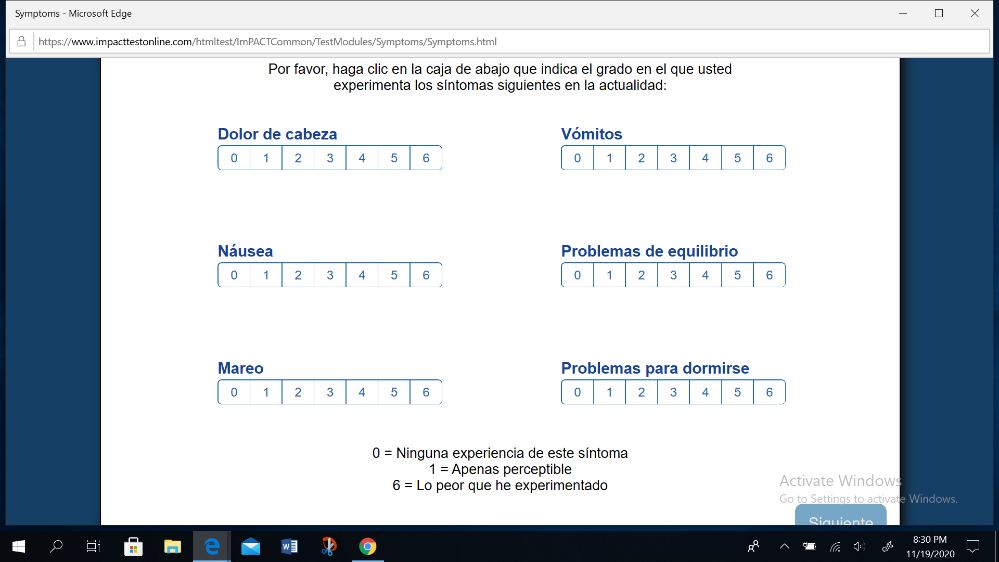 Symptoms - Microsoft Edge
https://www.impacttestonline.com/htmltest/ImPACTCommon/TestModules/Symptoms/Symptoms.html
Por favor, haga clic en la caja de abajo que indica el grado en el que usted
experimenta los síntomas siguientes en la actualidad:
Dolor de cabeza
0 1 2 3 4 5 6
Vómitos
0 1 2 3 4 5 6
Náusea
0 1 2 3 4 5 6
Problemas de equilibrio
0 1 2 3 4 5 6
Mareo
0 1 2 3 4 5 6
Problemas para dormirse
0 1 2 3 4 5 6
0 = Ninguna experiencia de este síntoma
1 = Apenas perceptible
6 = Lo peor que he experimentado
Activate Windows
Go to Settings to activate Windows.
Siguiente
8:30 PM
11/19/2020